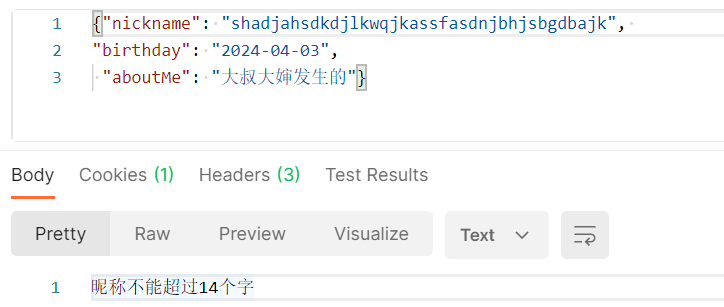 1 {"nickname": "shadjahsdkdjlkwqjkassfasdnjbhjsbgdbajk",
2 "birthday": "2024-04-03",
3 "aboutMe": "大叔大婶发生的"}
Body Cookies (1) Headers (3) Test Results
Pretty Raw Preview Visualize Text
1 昵称不能超过14个字